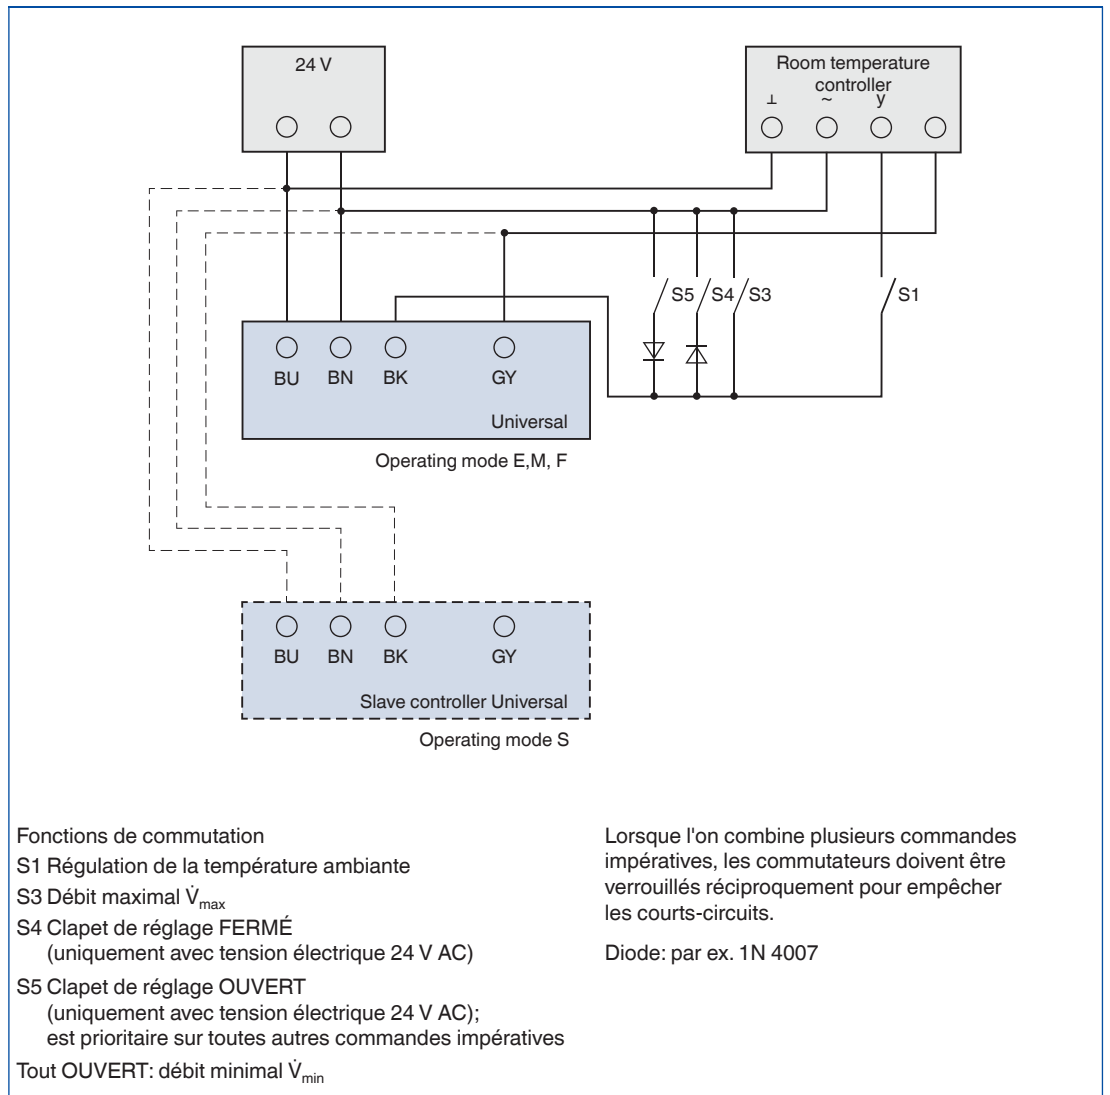 24 V
Room temperature
controller
⊥ ~ y
S5 S4 S3 S1
BU BN BK GY
Universal
Operating mode E,M, F
BU BN BK GY
Slave controller Universal
Operating mode S
Fonctions de commutation
S1 Régulation de la température ambiante
S3 Débit maximal V̇max
S4 Clapet de réglage FERMÉ
(uniquement avec tension électrique 24 V AC)
S5 Clapet de réglage OUVERT
(uniquement avec tension électrique 24 V AC);
est prioritaire sur toutes autres commandes impératives
Tout OUVERT: débit minimal V̇min
Lorsque l'on combine plusieurs commandes
impératives, les commutateurs doivent être
verrouillés réciproquement pour empêcher
les courts-circuits.
Diode: par ex. 1N 4007